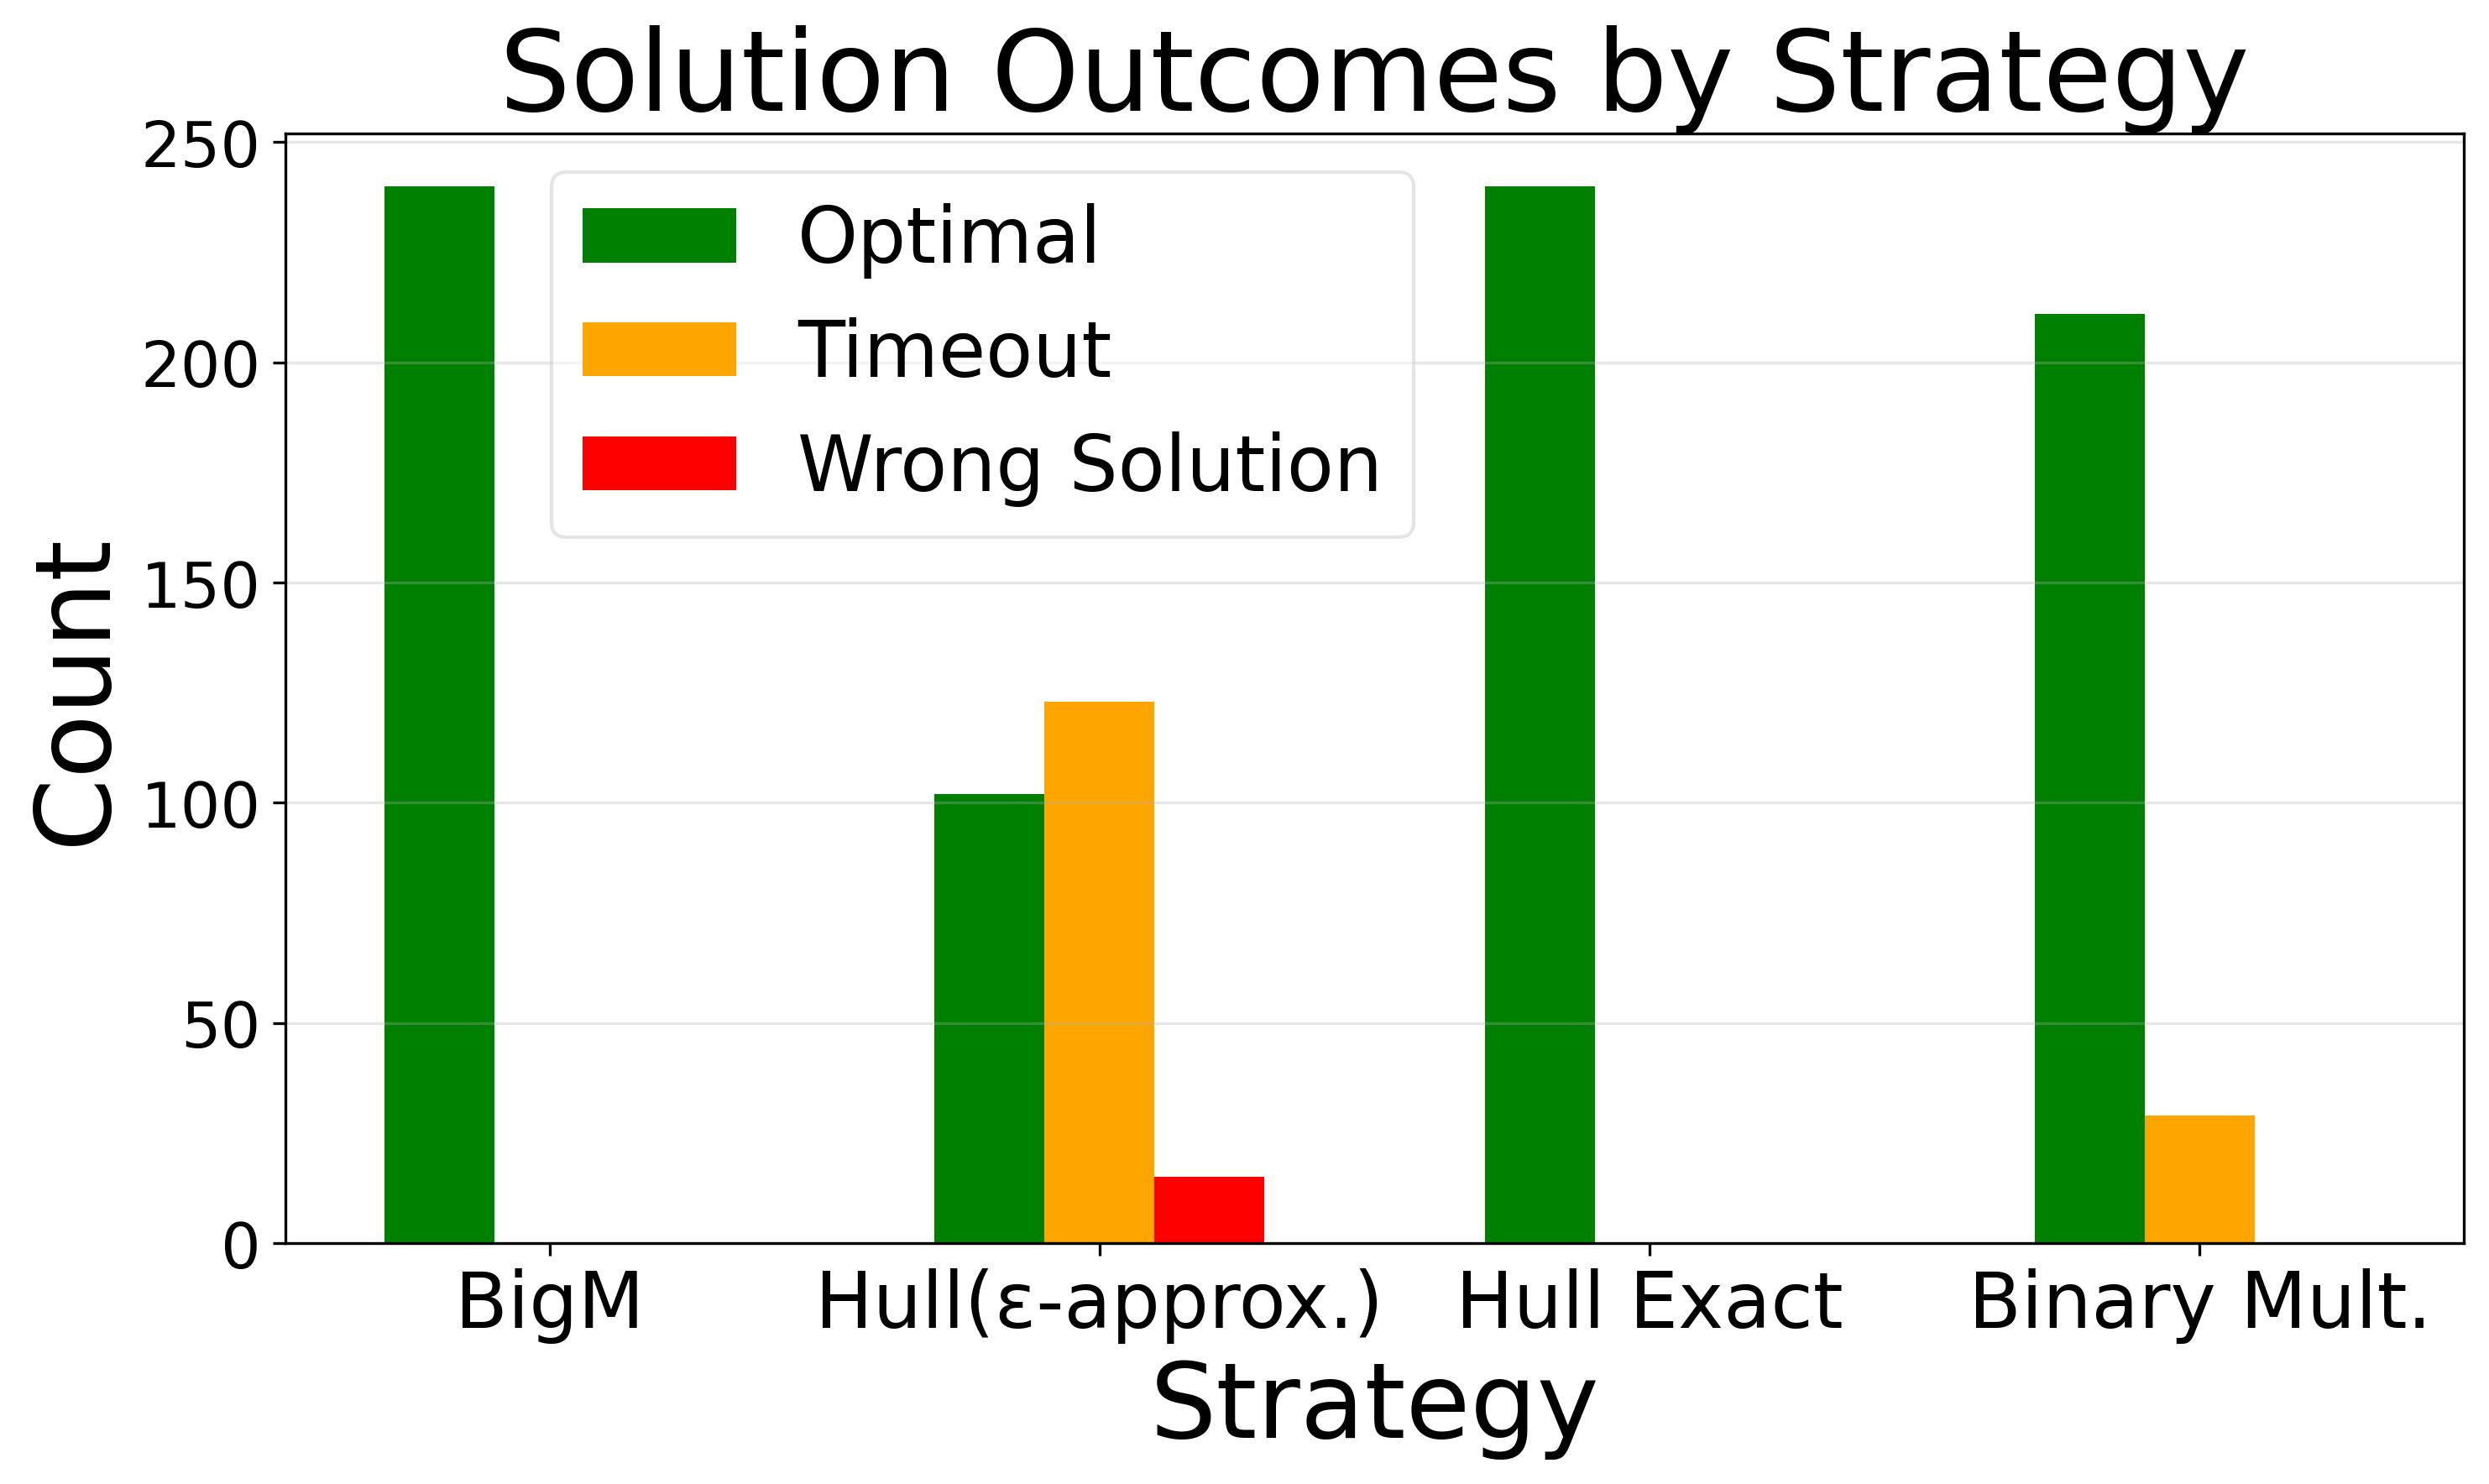 Solution Outcomes by Strategy
250
200
150
100
50
0
Count
Optimal
Timeout
Wrong Solution
BigM
Hull(ε-approx.)
Hull Exact
Binary Mult.
Strategy